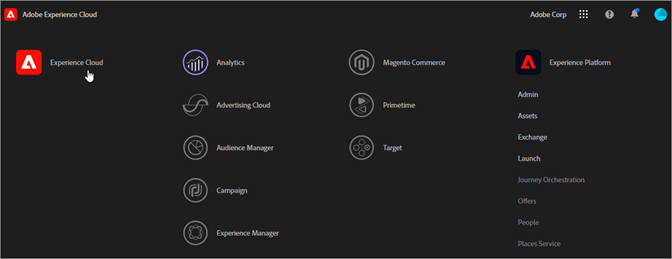 Adobe Experience Cloud
Adobe Corp
Experience Cloud
Analytics
Advertising Cloud
Audience Manager
Campaign
Experience Manager
Magento Commerce
Primetime
Target
Experience Platform
Admin
Assets
Exchange
Launch
Journey Orchestration
Offers
People
Places Service